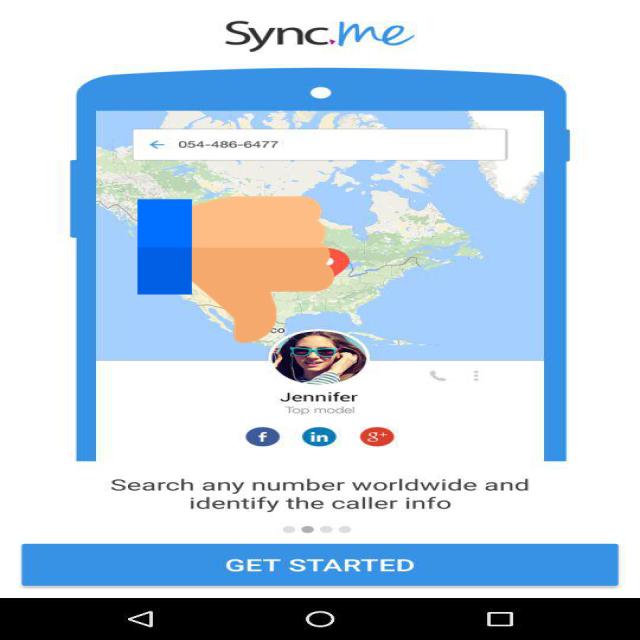 Sync.me
054-486-6477
co
Jennifer
Top model
f
in
g+
Search any number worldwide and
identify the caller info
GET STARTED